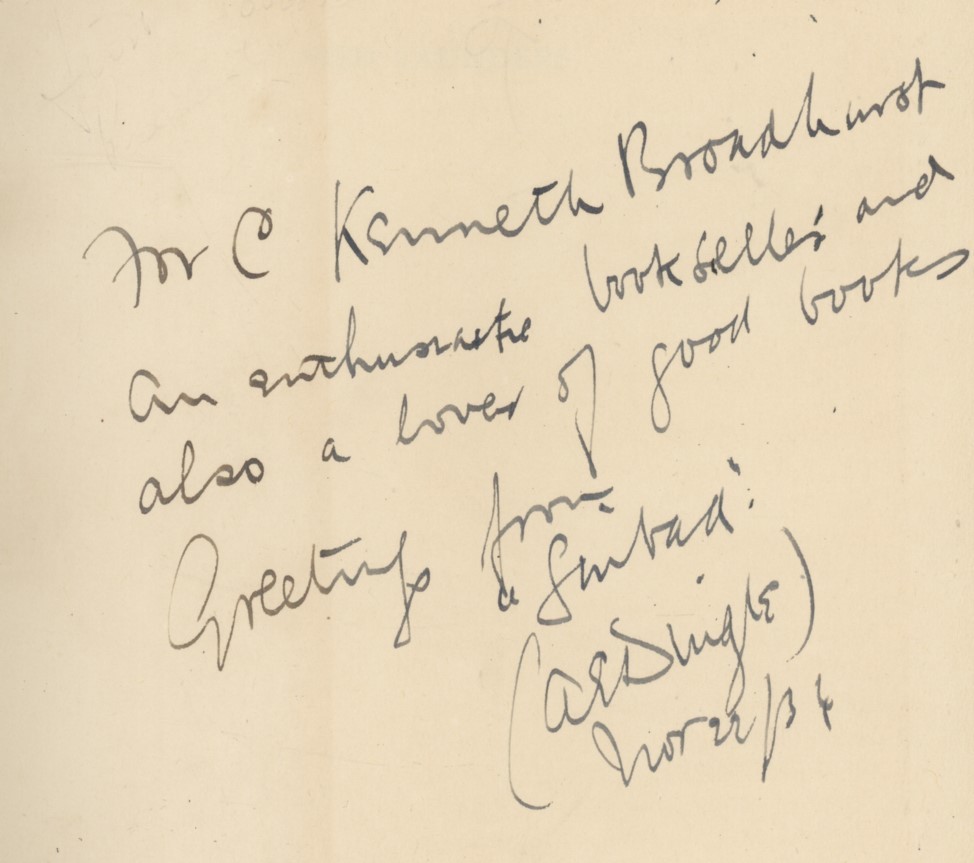 For C Kenneth Broadhurst
An enthusiastic bookseller and
also a lover of good books
Greetings from
"Sinbad".
(A E Dingle)
Nov 22/34